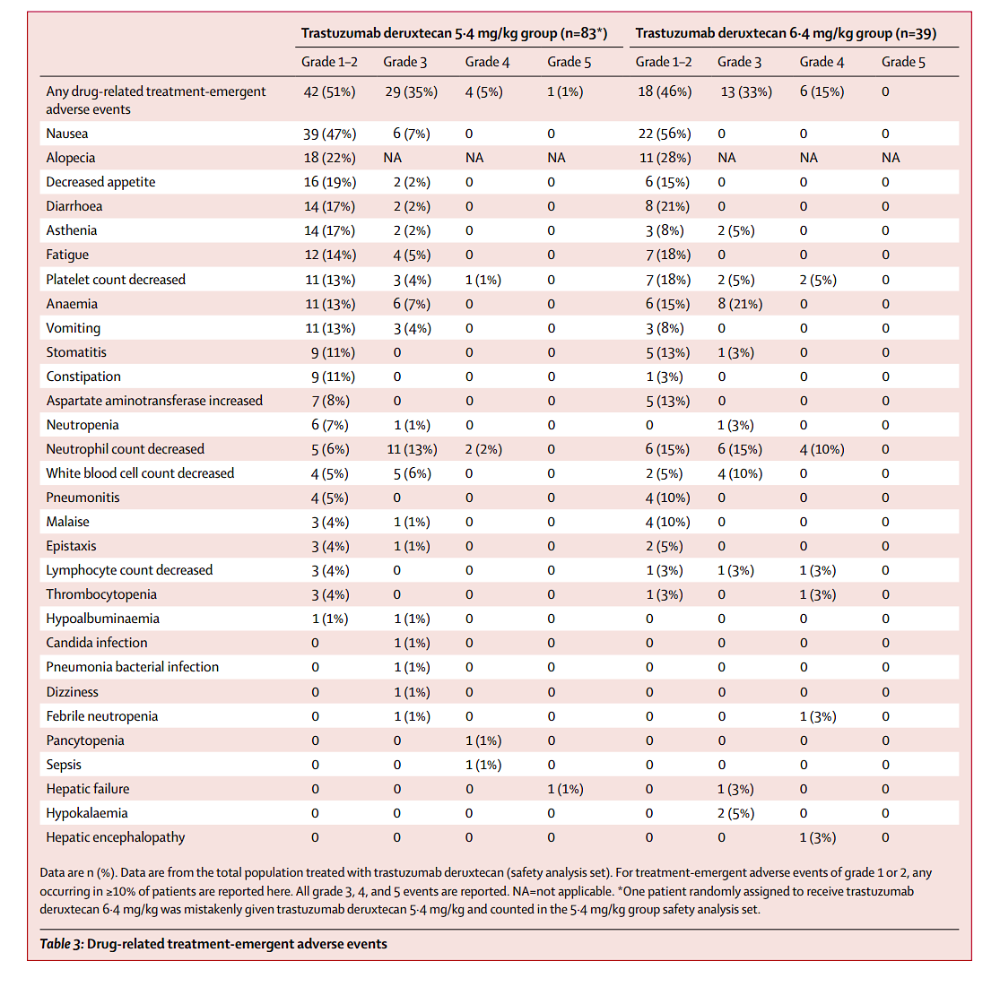 Trastuzumab deruxtecan 5·4 mg/kg group (n=83*) Trastuzumab deruxtecan 6·4 mg/kg group (n=39)
Grade 1–2 Grade 3 Grade 4 Grade 5 Grade 1–2 Grade 3 Grade 4 Grade 5
Any drug-related treatment-emergent adverse events 42 (51%) 29 (35%) 4 (5%) 1 (1%) 18 (46%) 13 (33%) 6 (15%) 0
Nausea 39 (47%) 6 (7%) 0 0 22 (56%) 0 0 0
Alopecia 18 (22%) NA NA NA 11 (28%) NA NA NA
Decreased appetite 16 (19%) 2 (2%) 0 0 6 (15%) 0 0 0
Diarrhoea 14 (17%) 2 (2%) 0 0 8 (21%) 0 0 0
Asthenia 14 (17%) 2 (2%) 0 0 3 (8%) 2 (5%) 0 0
Fatigue 12 (14%) 4 (5%) 0 0 7 (18%) 0 0 0
Platelet count decreased 11 (13%) 3 (4%) 1 (1%) 0 7 (18%) 2 (5%) 2 (5%) 0
Anaemia 11 (13%) 6 (7%) 0 0 6 (15%) 8 (21%) 0 0
Vomiting 11 (13%) 3 (4%) 0 0 3 (8%) 0 0 0
Stomatitis 9 (11%) 0 0 0 5 (13%) 1 (3%) 0 0
Constipation 9 (11%) 0 0 0 1 (3%) 0 0 0
Aspartate aminotransferase increased 7 (8%) 0 0 0 5 (13%) 0 0 0
Neutropenia 6 (7%) 1 (1%) 0 0 0 1 (3%) 0 0
Neutrophil count decreased 5 (6%) 11 (13%) 2 (2%) 0 6 (15%) 6 (15%) 4 (10%) 0
White blood cell count decreased 4 (5%) 5 (6%) 0 0 2 (5%) 4 (10%) 0 0
Pneumonitis 4 (5%) 0 0 0 4 (10%) 0 0 0
Malaise 3 (4%) 1 (1%) 0 0 4 (10%) 0 0 0
Epistaxis 3 (4%) 1 (1%) 0 0 2 (5%) 0 0 0
Lymphocyte count decreased 3 (4%) 0 0 0 1 (3%) 1 (3%) 1 (3%) 0
Thrombocytopenia 3 (4%) 0 0 0 1 (3%) 0 1 (3%) 0
Hypoalbuminaemia 1 (1%) 1 (1%) 0 0 0 0 0 0
Candida infection 0 1 (1%) 0 0 0 0 0 0
Pneumonia bacterial infection 0 1 (1%) 0 0 0 0 0 0
Dizziness 0 1 (1%) 0 0 0 0 0 0
Febrile neutropenia 0 1 (1%) 0 0 0 0 1 (3%) 0
Pancytopenia 0 0 1 (1%) 0 0 0 0 0
Sepsis 0 0 1 (1%) 0 0 0 0 0
Hepatic failure 0 0 0 1 (1%) 0 1 (3%) 0 0
Hypokalaemia 0 0 0 0 0 2 (5%) 0 0
Hepatic encephalopathy 0 0 0 0 0 0 1 (3%) 0
Data are n (%). Data are from the total population treated with trastuzumab deruxtecan (safety analysis set). For treatment-emergent adverse events of grade 1 or 2, any
occurring in ≥10% of patients are reported here. All grade 3, 4, and 5 events are reported. NA=not applicable. *One patient randomly assigned to receive trastuzumab
deruxtecan 6·4 mg/kg was mistakenly given trastuzumab deruxtecan 5·4 mg/kg and counted in the 5·4 mg/kg group safety analysis set.
Table 3: Drug-related treatment-emergent adverse events